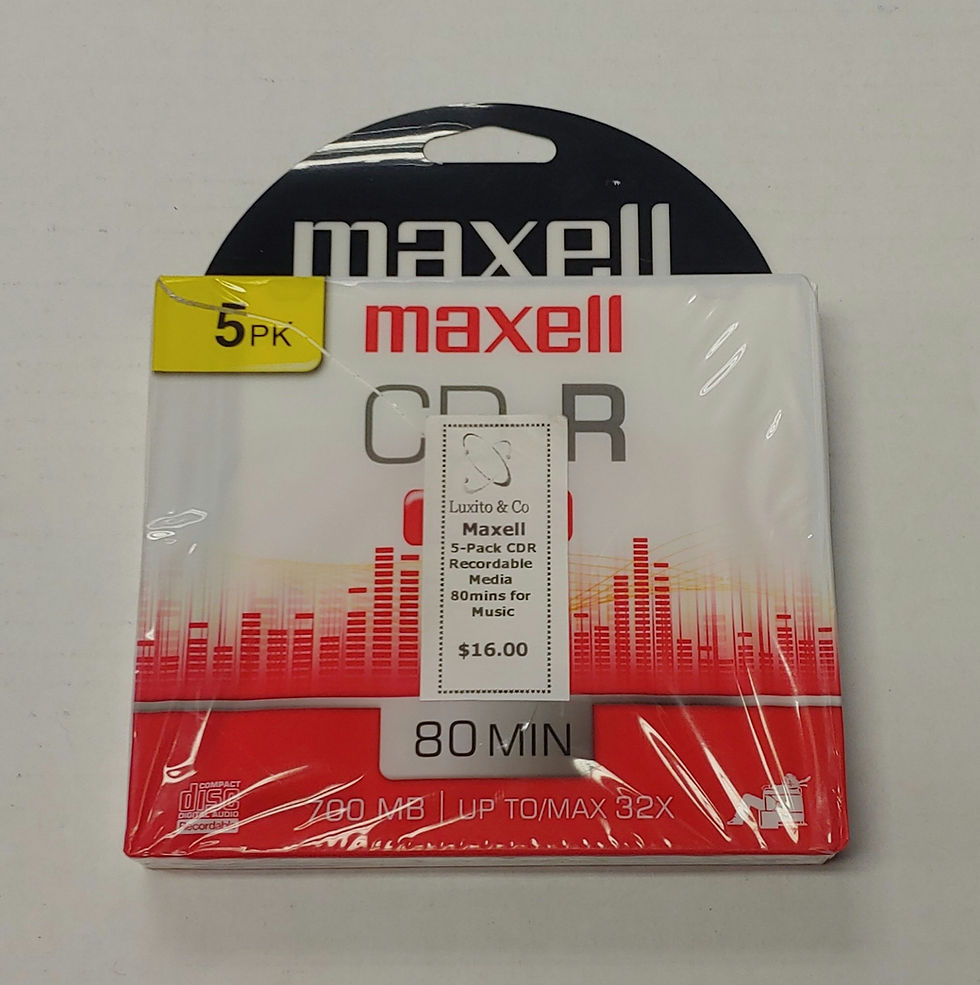 maxell
5PK
maxell
CD-R
Luxito & Co
Maxell
5-Pack CDR
Recordable
Media
80mins for
Music
$16.00
80 MIN
COMPACT
disc
DIGITAL AUDIO
Recordable
700 MB | UP TO/MAX 32X